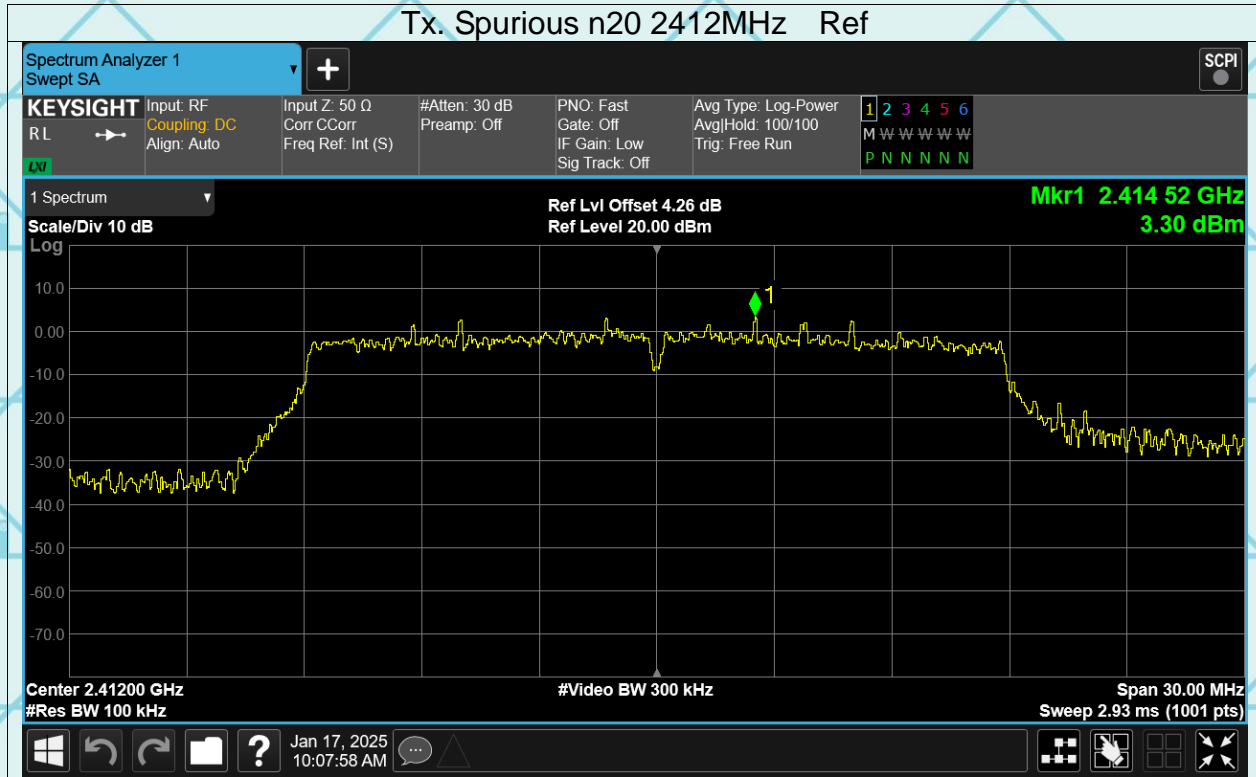 Tx. Spurious n20 2412MHz Ref
Spectrum Analyzer 1
Swept SA
SCPI
KEYSIGHT
RL
LXI
Input: RF
Coupling: DC
Align: Auto
Input Z: 50 Ω
Corr CCorr
Freq Ref: Int (S)
#Atten: 30 dB
Preamp: Off
PNO: Fast
Gate: Off
IF Gain: Low
Sig Track: Off
Avg Type: Log-Power
Avg|Hold: 100/100
Trig: Free Run
1 2 3 4 5 6
M W W W W W
P N N N N N
1 Spectrum
Scale/Div 10 dB
Ref Lvl Offset 4.26 dB
Ref Level 20.00 dBm
Mkr1 2.414 52 GHz
3.30 dBm
Log
10.0
0.00
-10.0
-20.0
-30.0
-40.0
-50.0
-60.0
-70.0
1
Center 2.41200 GHz
#Res BW 100 kHz
#Video BW 300 kHz
Span 30.00 MHz
Sweep 2.93 ms (1001 pts)
?
Jan 17, 2025
10:07:58 AM